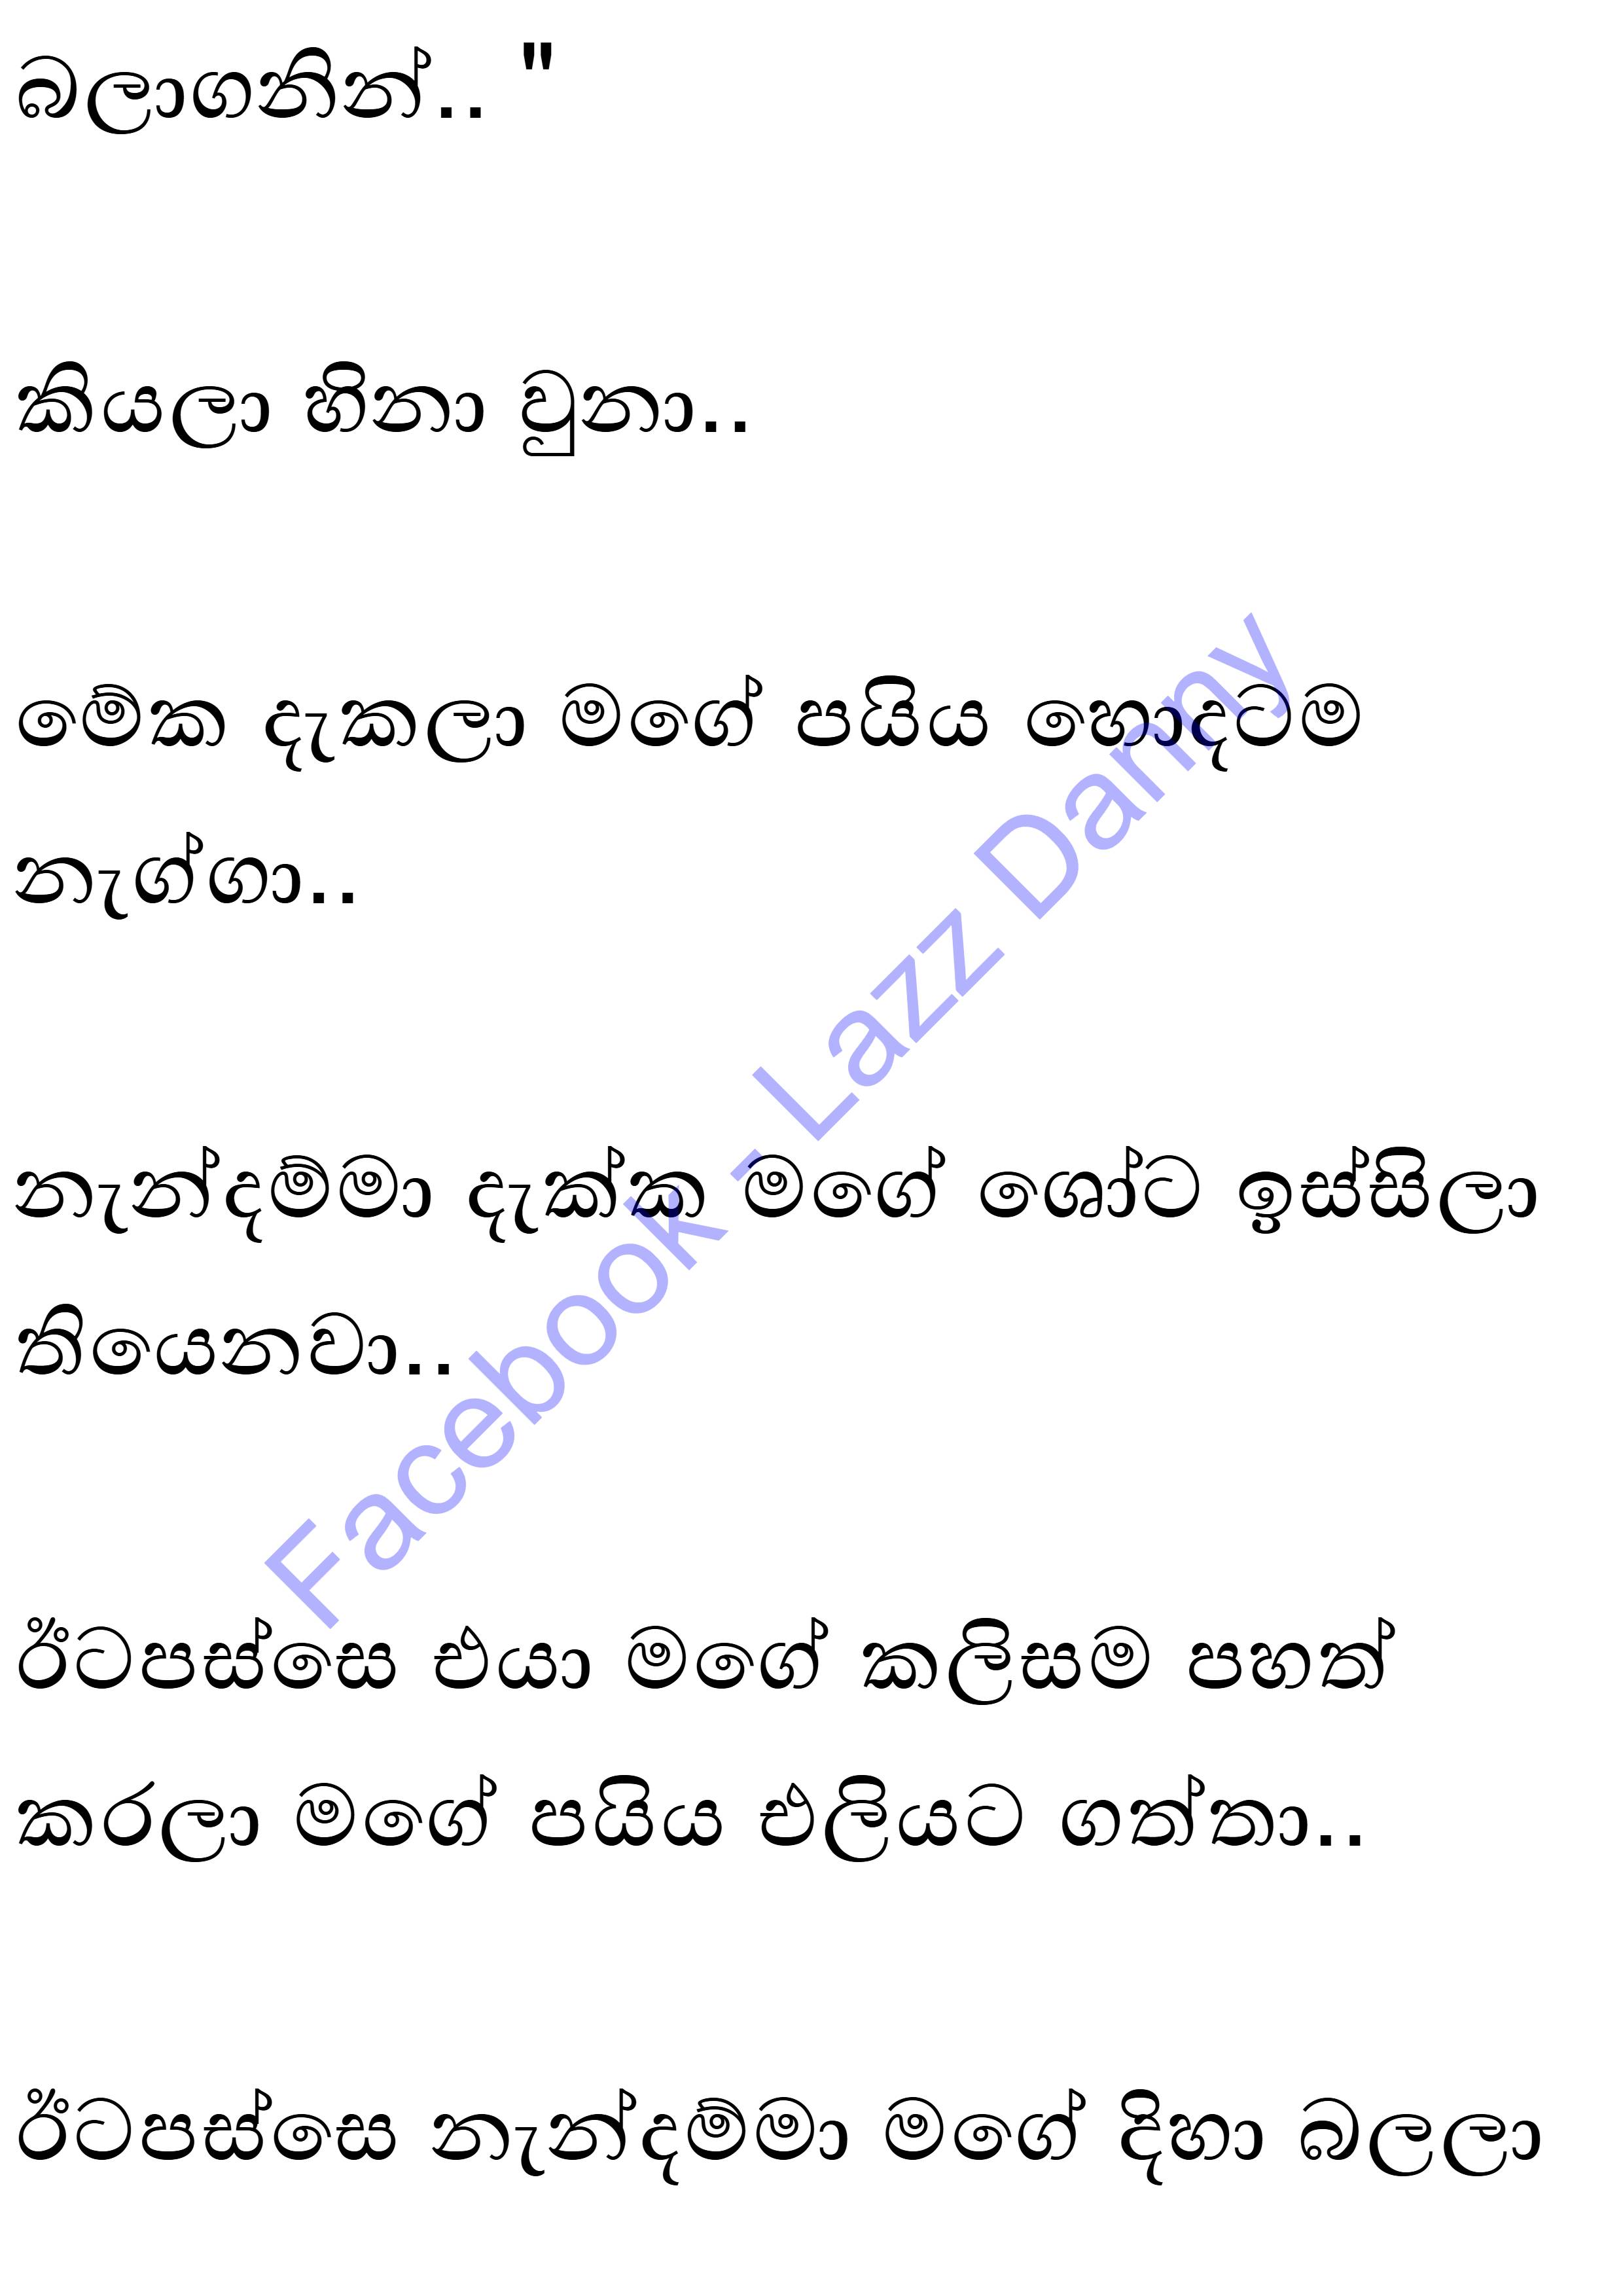 බලාගනිත්.. "
කියලා හිනා වුනා..
මේක දැකලා මගේ පයිය හොඳටම
නැග්ගා..
නැන්දම්මා දැක්ක මගේ ශෝට ඉස්සිලා
තියෙනවා..
ඊටපස්සෙ එයා මගේ කලිසම පහත්
කරලා මගේ පයිය එලියට ගත්තා..
ඊටපස්සෙ නැන්දම්මා මගේ දිහා බලලා
Facebook - Lazz Danny